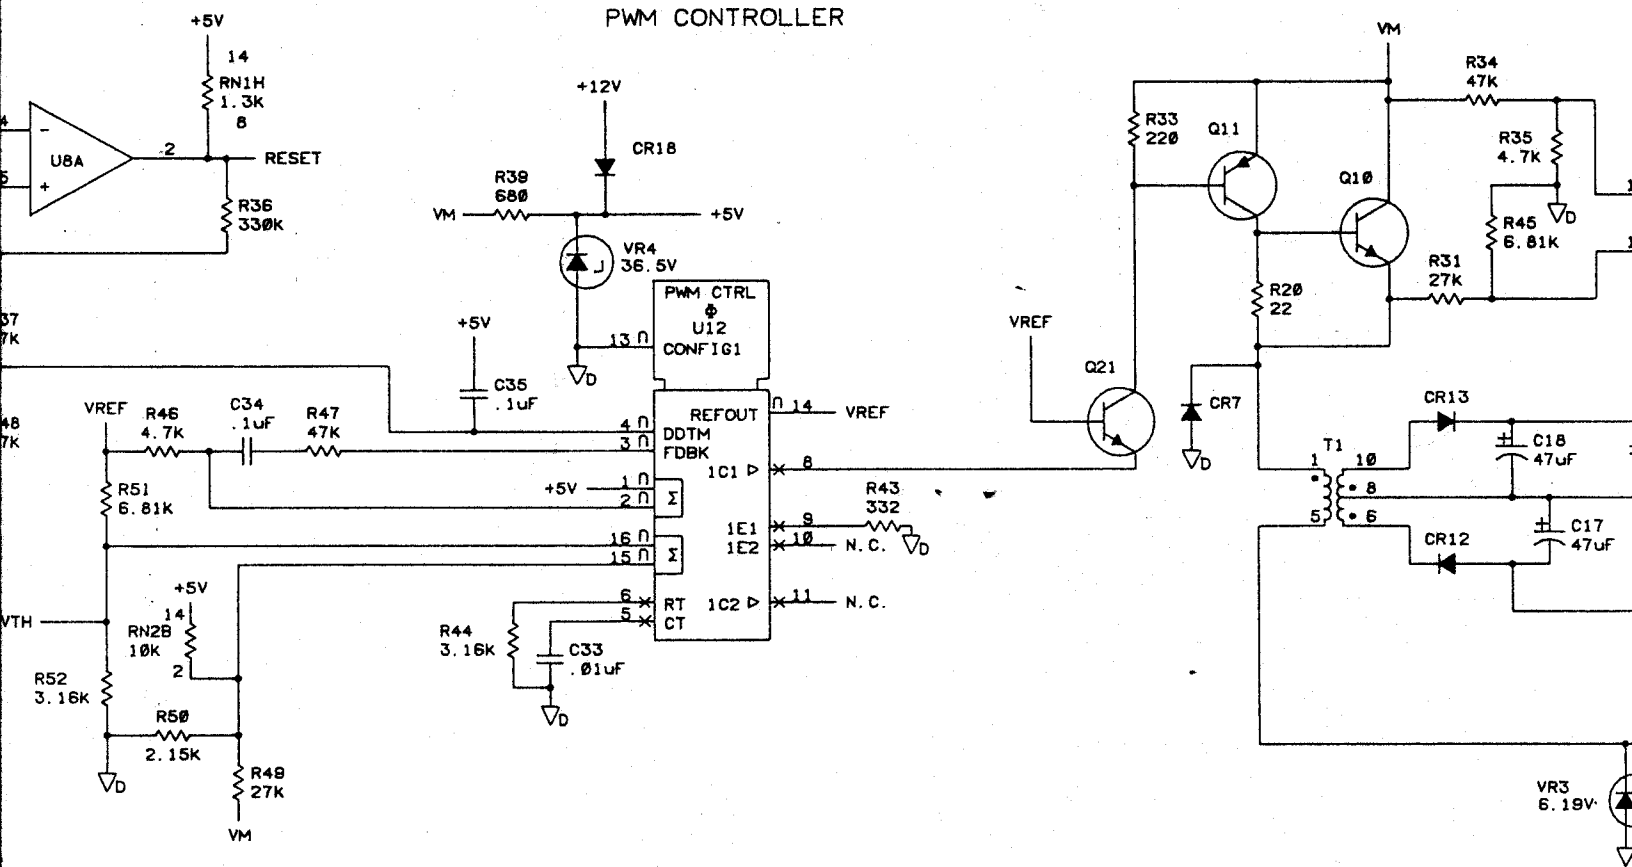 PWM CONTROLLER
+5V
14
RN1H
1.3K
8
4
-
5
+
U8A
2
RESET
R36
330K
+12V
CR18
R39
680
VM
+5V
VR4
36.5V
PWM CTRL
Φ
U12
CONFIG1
13
D
37
7K
+5V
C35
.1uF
48
7K
VREF
R46
4.7K
C34
.1uF
R47
47K
R51
6.81K
4
3
REFOUT
DDTM
FDBK
14
VREF
1C1
8
+5V
1
2
Σ
16
15
Σ
1E1
1E2
9
10
N.C.
R43
332
D
1C2
11
N.C.
6
5
RT
CT
R44
3.16K
C33
.01uF
D
VTH
+5V
14
RN2B
10K
2
R52
3.16K
R50
2.15K
D
R49
27K
VM
VM
R34
47K
R33
220
Q11
R35
4.7K
Q10
D
R45
6.81K
R31
27K
1
1
R20
22
VREF
Q21
CR7
D
CR13
T1
1
10
8
5
6
C18
47uF
C17
47uF
CR12
VR3
6.19V